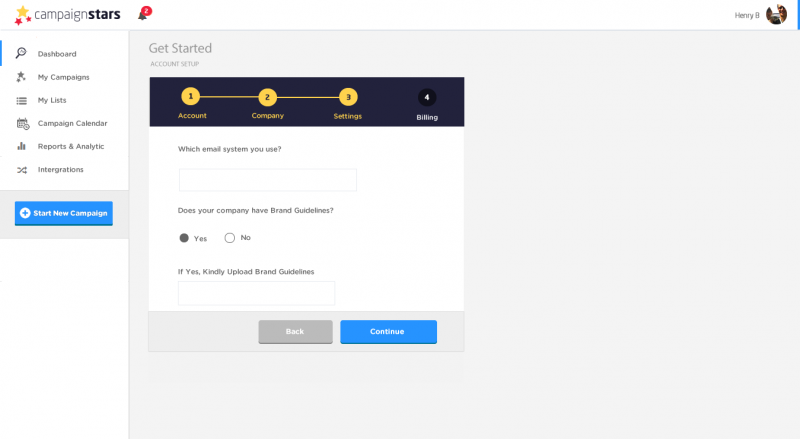 campaignstars
2
Henry B
Dashboard
My Campaigns
My Lists
Campaign Calendar
Reports & Analytic
Intergrations
Start New Campaign
Get Started
ACCOUNT SETUP
1 2 3 4
Account Company Settings Billing
Which email system you use?
Does your company have Brand Guidelines?
Yes No
If Yes, Kindly Upload Brand Guidelines
Back Continue